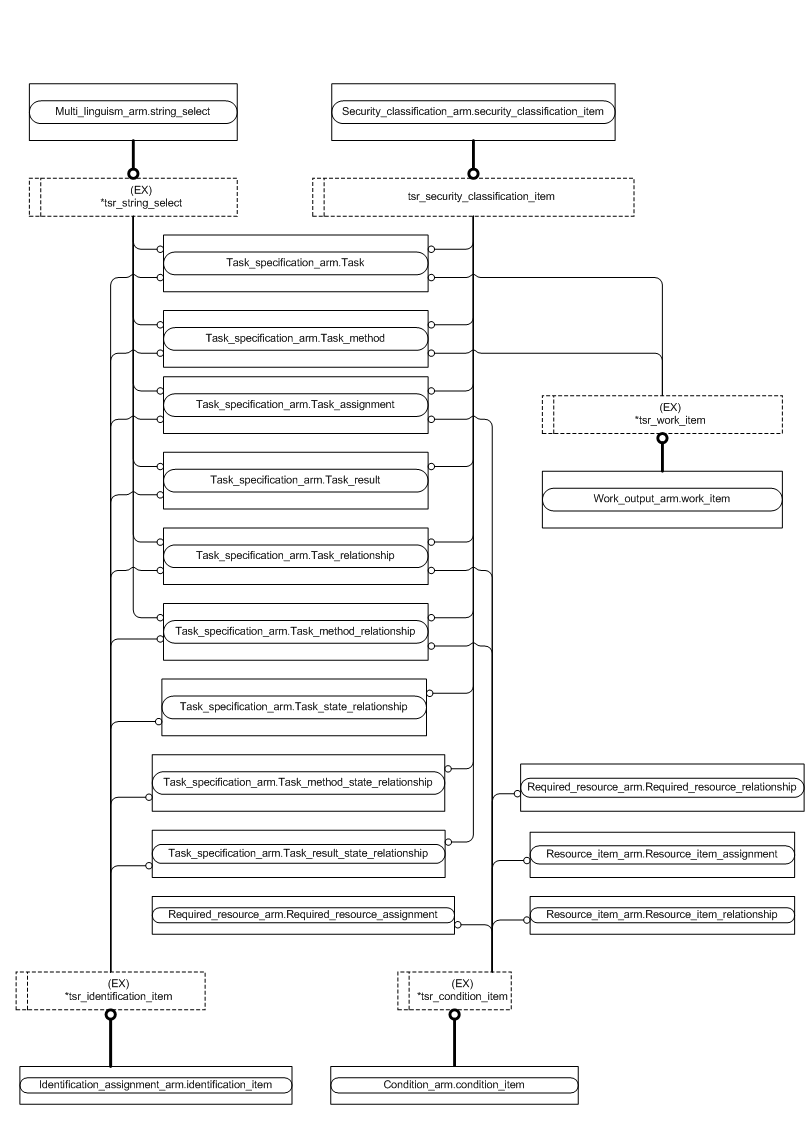 Multi_linguism_arm.string_select
Security_classification_arm.security_classification_item
(EX)
*tsr_string_select
tsr_security_classification_item
Task_specification_arm.Task
Task_specification_arm.Task_method
Task_specification_arm.Task_assignment
(EX)
*tsr_work_item
Task_specification_arm.Task_result
Work_output_arm.work_item
Task_specification_arm.Task_relationship
Task_specification_arm.Task_method_relationship
Task_specification_arm.Task_state_relationship
Task_specification_arm.Task_method_state_relationship
Required_resource_arm.Required_resource_relationship
Task_specification_arm.Task_result_state_relationship
Resource_item_arm.Resource_item_assignment
Required_resource_arm.Required_resource_assignment
Resource_item_arm.Resource_item_relationship
(EX)
*tsr_identification_item
(EX)
*tsr_condition_item
Identification_assignment_arm.identification_item
Condition_arm.condition_item